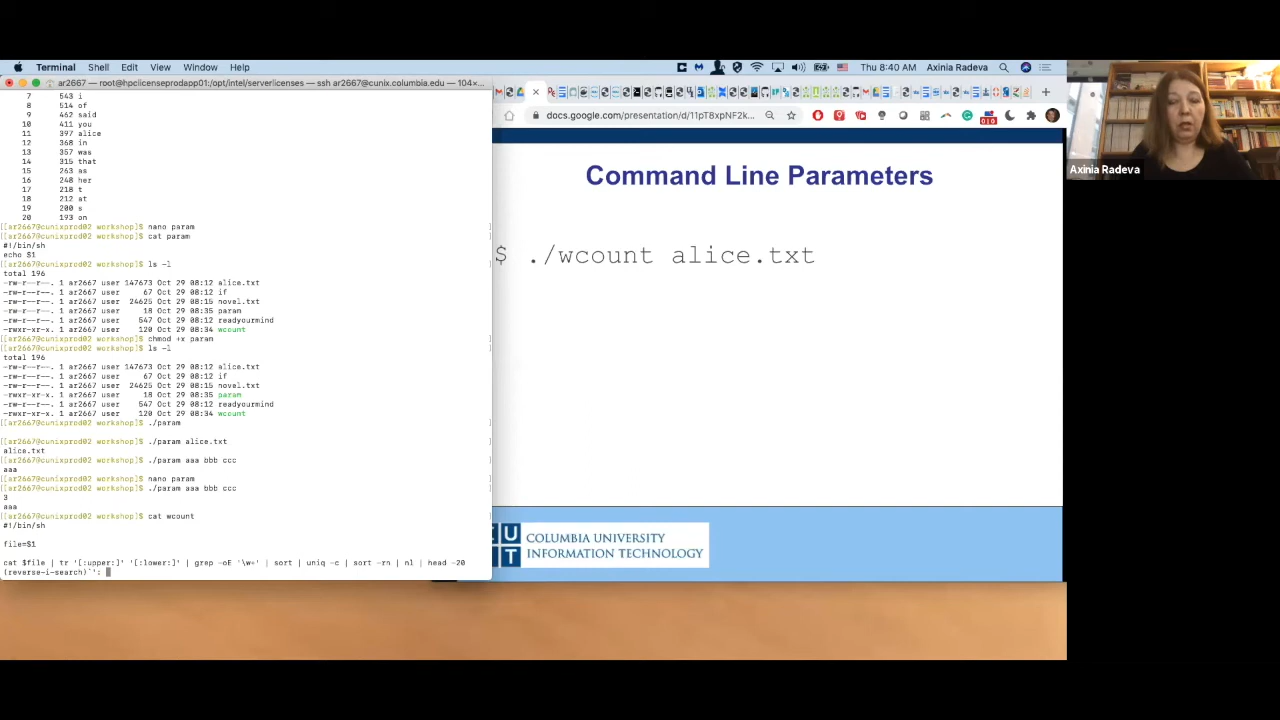 Terminal Shell Edit View Window Help
Thu 8:40 AM Axinia Radeva
ar2667 — root@hpclicenseprodapp01:/opt/intel/serverlicenses — ssh ar2667@cunix.columbia.edu — 104×...
7 543 i
8 514 of
9 462 said
10 411 you
11 397 alice
12 368 in
13 357 was
14 315 that
15 263 as
16 248 her
17 218 t
18 212 at
19 200 s
20 193 on
[[ar2667@cunixprod02 workshop]$ nano param ]
[[ar2667@cunixprod02 workshop]$ cat param ]
#!/bin/sh
echo $1
[[ar2667@cunixprod02 workshop]$ ls -l ]
total 196
-rw-r--r--. 1 ar2667 user 147673 Oct 29 08:12 alice.txt
-rw-r--r--. 1 ar2667 user 67 Oct 29 08:12 if
-rw-r--r--. 1 ar2667 user 24625 Oct 29 08:15 novel.txt
-rw-r--r--. 1 ar2667 user 18 Oct 29 08:35 param
-rw-r--r--. 1 ar2667 user 547 Oct 29 08:12 readyourmind
-rwxr-xr-x. 1 ar2667 user 120 Oct 29 08:34 wcount
[[ar2667@cunixprod02 workshop]$ chmod +x param ]
[[ar2667@cunixprod02 workshop]$ ls -l ]
total 196
-rw-r--r--. 1 ar2667 user 147673 Oct 29 08:12 alice.txt
-rw-r--r--. 1 ar2667 user 67 Oct 29 08:12 if
-rw-r--r--. 1 ar2667 user 24625 Oct 29 08:15 novel.txt
-rwxr-xr-x. 1 ar2667 user 18 Oct 29 08:35 param
-rw-r--r--. 1 ar2667 user 547 Oct 29 08:12 readyourmind
-rwxr-xr-x. 1 ar2667 user 120 Oct 29 08:34 wcount
[[ar2667@cunixprod02 workshop]$ ./param ]
[[ar2667@cunixprod02 workshop]$ ./param alice.txt ]
alice.txt
[[ar2667@cunixprod02 workshop]$ ./param aaa bbb ccc ]
aaa
[[ar2667@cunixprod02 workshop]$ nano param ]
[[ar2667@cunixprod02 workshop]$ ./param aaa bbb ccc ]
3
aaa
[[ar2667@cunixprod02 workshop]$ cat wcount ]
#!/bin/sh
file=$1
cat $file | tr '[:upper:]' '[:lower:]' | grep -oE '\w+' | sort | uniq -c | sort -rn | nl | head -20
(reverse-i-search)`':
docs.google.com/presentation/d/11pT8xpNF2k...
Command Line Parameters
$ ./wcount alice.txt
COLUMBIA UNIVERSITY
INFORMATION TECHNOLOGY
Axinia Radeva